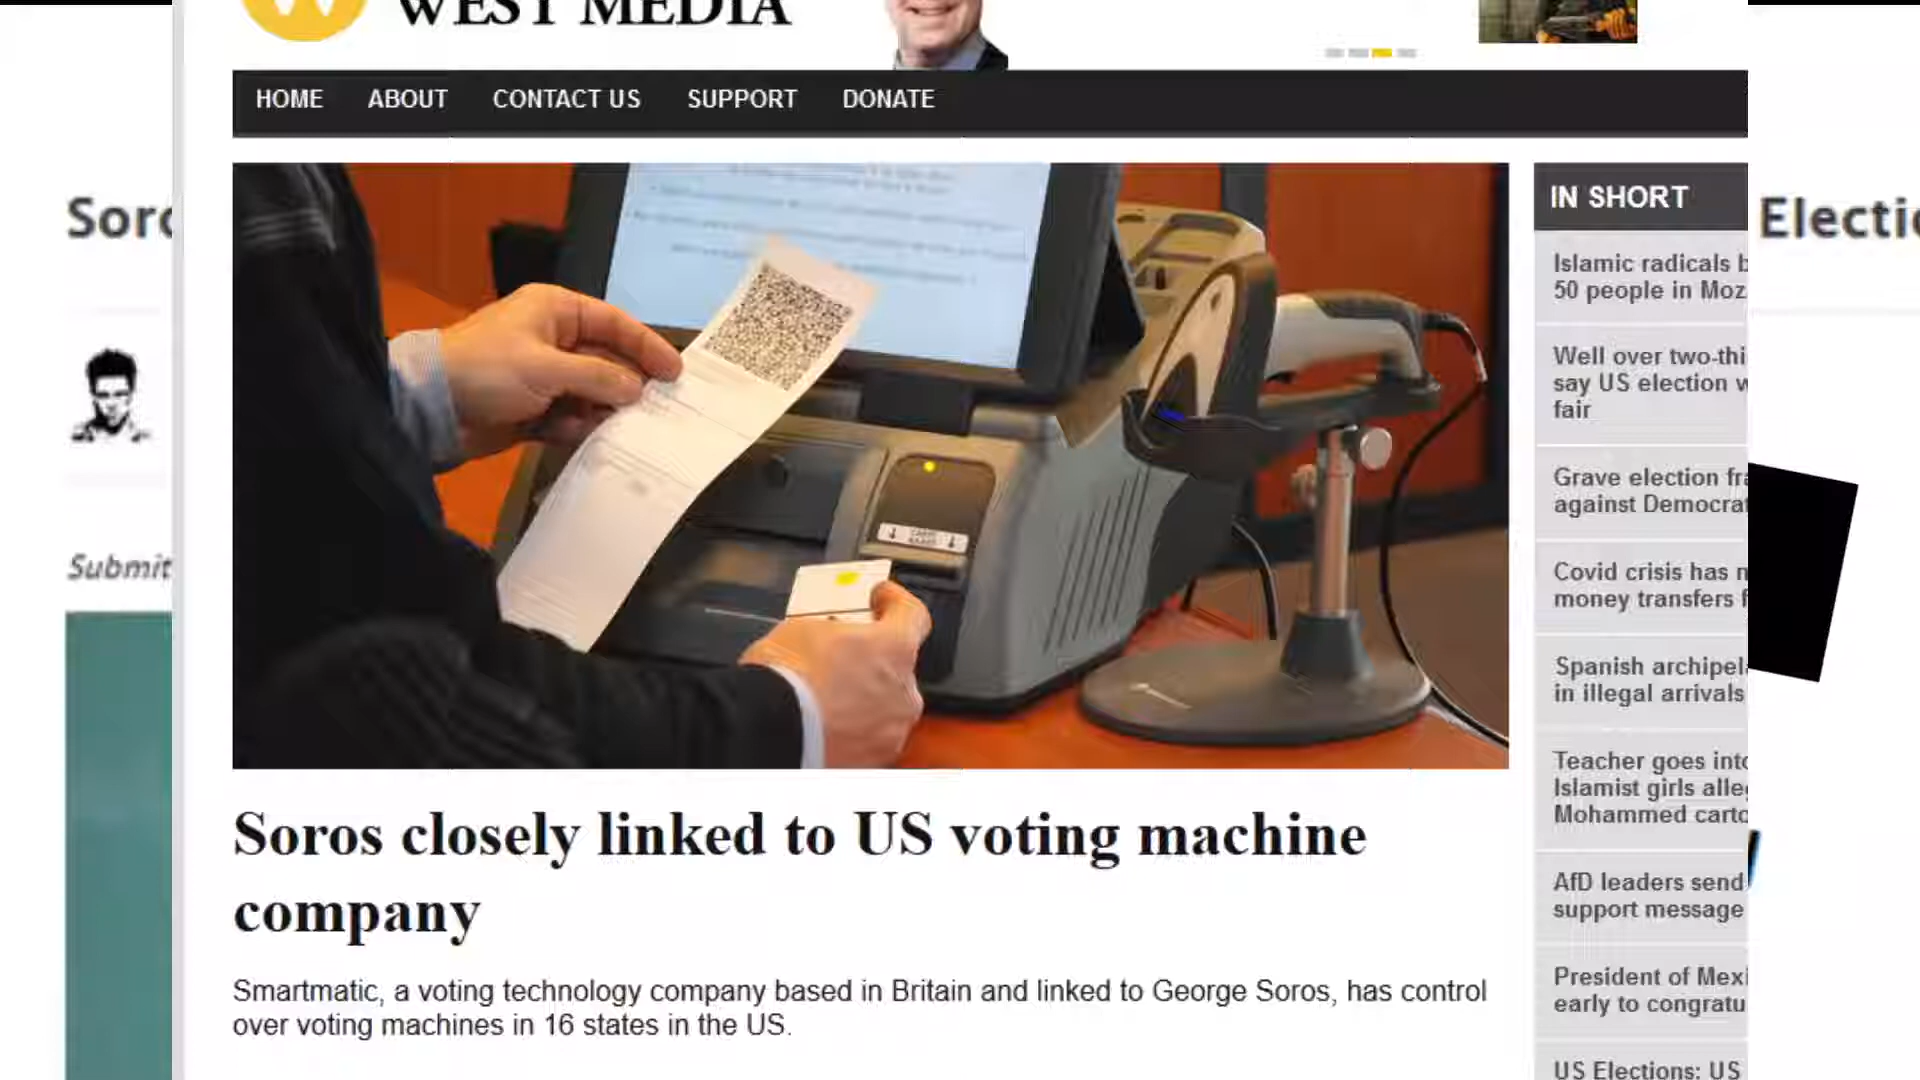 WEST MEDIA
HOME ABOUT CONTACT US SUPPORT DONATE
Soros closely linked to US voting machine
company
Smartmatic, a voting technology company based in Britain and linked to George Soros, has control
over voting machines in 16 states in the US.
IN SHORT
Islamic radicals
50 people in
Well over
say US election
fair
Grave election
against
Covid crisis has
money transfers
Spanish
in illegal arrivals
Teacher goes
Islamist girls
Mohammed
AfD leaders send
support message
President of
early to
US Elections: US